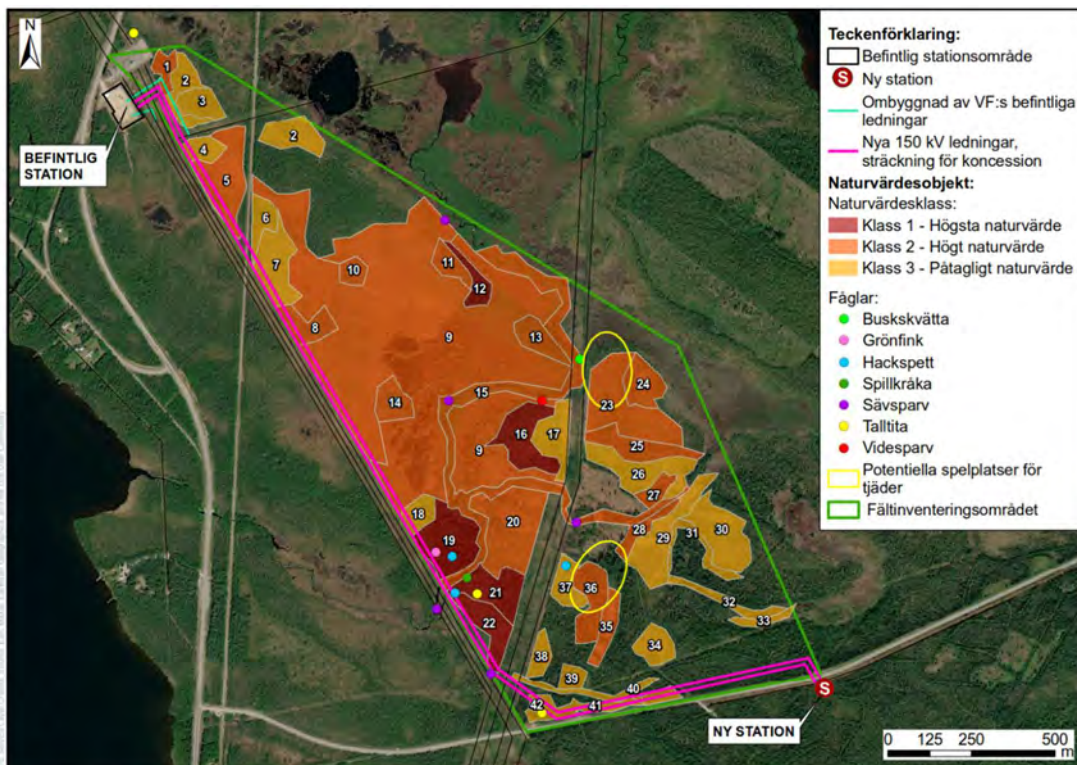 N
BEFINTLIG
STATION
NY STATION
S
1
2
3
2
4
5
6
7
8
9
10
11
12
13
14
15
16
17
9
18
19
20
21
22
23
24
25
26
27
28
29
30
31
32
33
34
35
36
37
38
39
40
41
42
Teckenförklaring:
Befintlig stationsområde
S Ny station
Ombyggnad av VF:s befintliga
ledningar
Nya 150 kV ledningar,
sträckning för koncession
Naturvärdesobjekt:
Naturvärdesklass:
Klass 1 - Högsta naturvärde
Klass 2 - Högt naturvärde
Klass 3 - Påtagligt naturvärde
Fåglar:
Buskskvätta
Grönfink
Hackspett
Spillkråka
Sävsparv
Talltita
Videsparv
Potentiella spelplatser för
tjäder
Fältinventeringsområdet
0 125 250 500
m